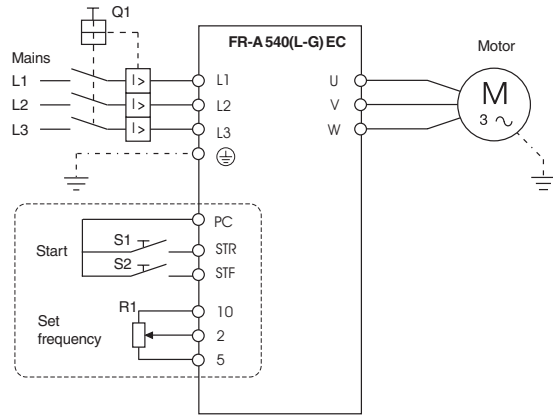 Q1
FR-A 540(L-G) EC
Motor
Mains
L1
L2
L3
I>
I>
I>
L1
L2
L3
U
V
W
M
3 ~
PC
Start
S1
STR
S2
STF
R1
10
Set
frequency
2
5